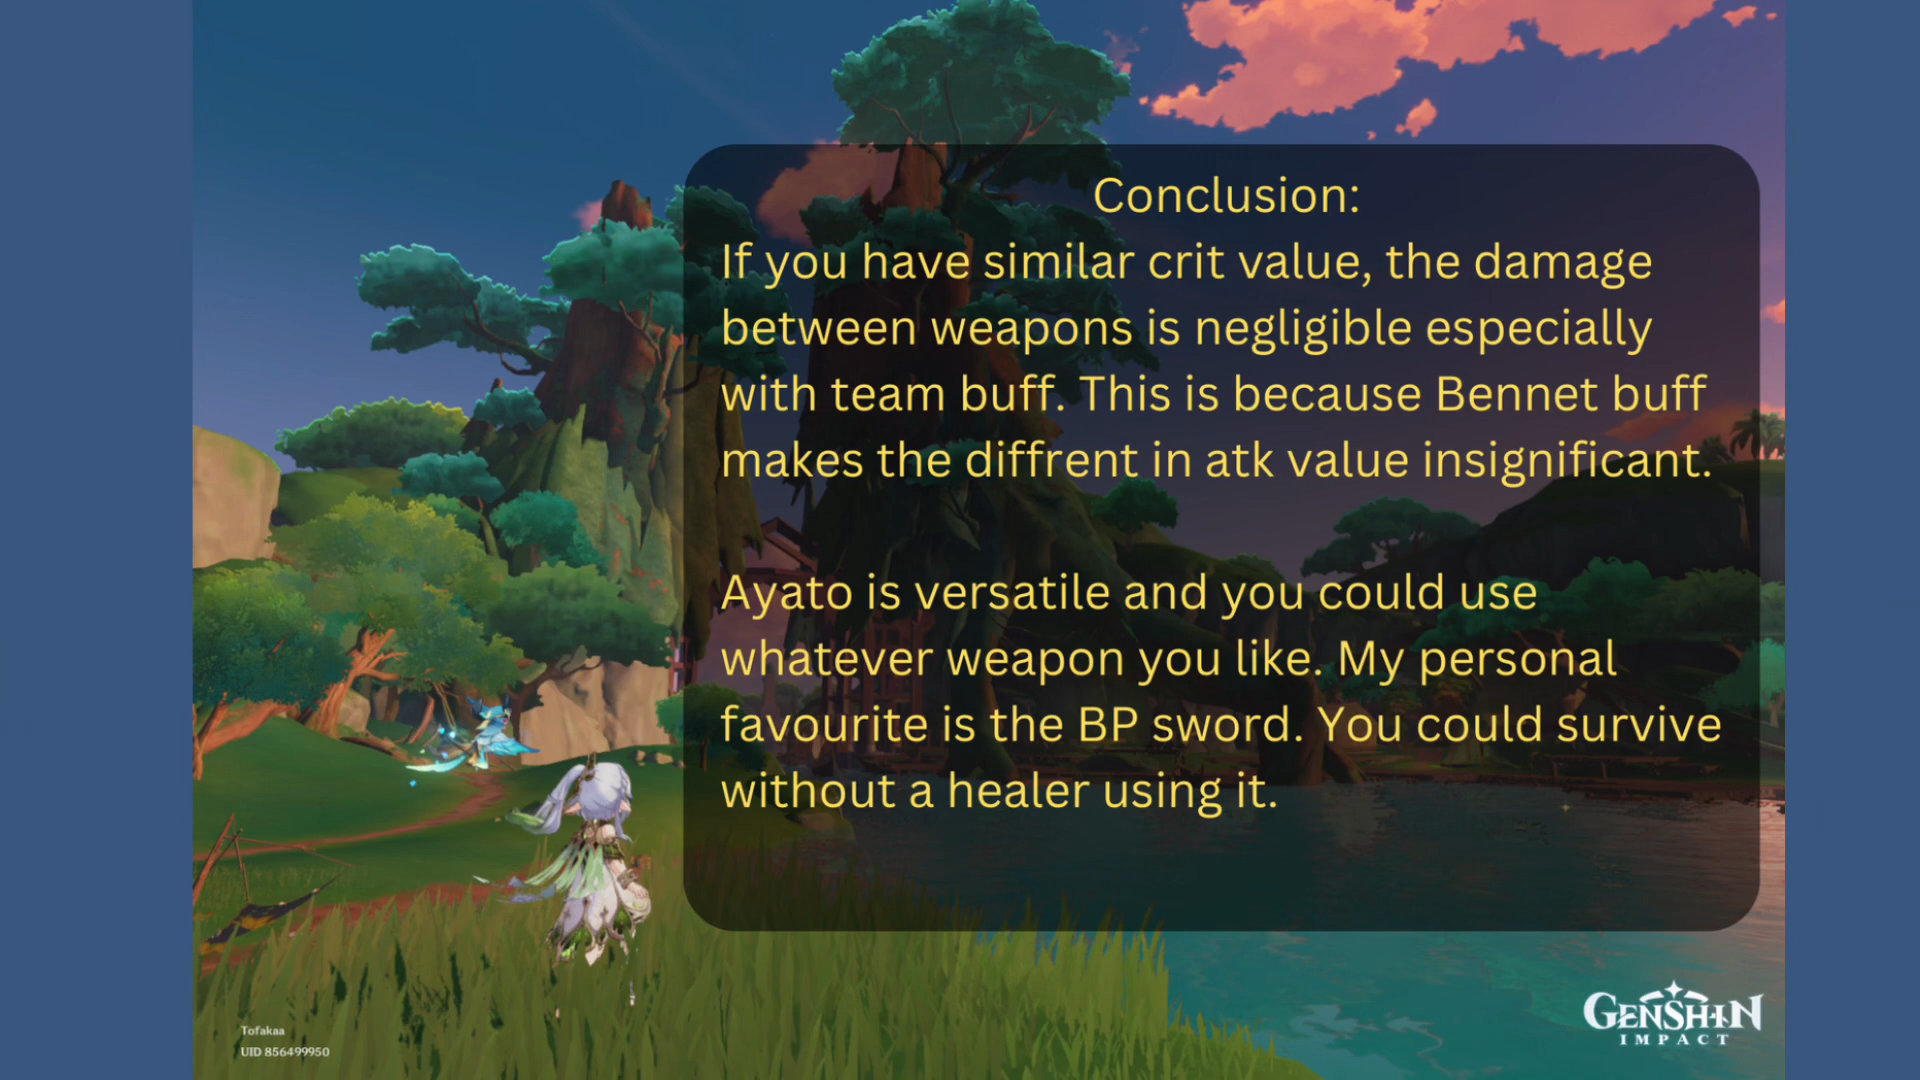 Conclusion:
If you have similar crit value, the damage
between weapons is negligible especially
with team buff. This is because Bennet buff
makes the diffrent in atk value insignificant.
Ayato is versatile and you could use
whatever weapon you like. My personal
favourite is the BP sword. You could survive
without a healer using it.
Tofakaa
UID 856499950
GENSHIN
IMPACT